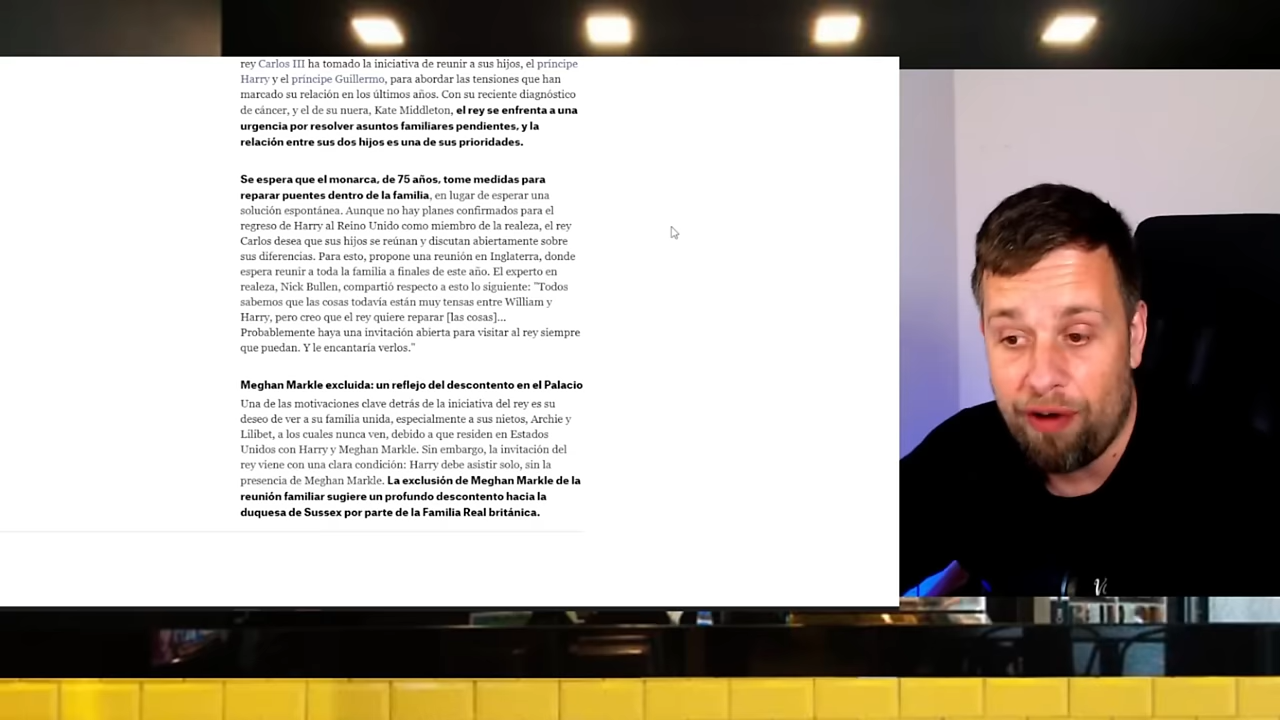 rey Carlos III ha tomado la iniciativa de reunir a sus hijos, el príncipe
Harry y el príncipe Guillermo, para abordar las tensiones que han
marcado su relación en los últimos años. Con su reciente diagnóstico
de cáncer, y el de su nuera, Kate Middleton, el rey se enfrenta a una
urgencia por resolver asuntos familiares pendientes, y la
relación entre sus dos hijos es una de sus prioridades.
Se espera que el monarca, de 75 años, tome medidas para
reparar puentes dentro de la familia, en lugar de esperar una
solución espontánea. Aunque no hay planes confirmados para el
regreso de Harry al Reino Unido como miembro de la realeza, el rey
Carlos desea que sus hijos se reúnan y discutan abiertamente sobre
sus diferencias. Para esto, propone una reunión en Inglaterra, donde
espera reunir a toda la familia a finales de este año. El experto en
realeza, Nick Bullen, compartió respecto a esto lo siguiente: "Todos
sabemos que las cosas todavía están muy tensas entre William y
Harry, pero creo que el rey quiere reparar [las cosas]...
Probablemente haya una invitación abierta para visitar al rey siempre
que puedan. Y le encantaría verlos."
Meghan Markle excluida: un reflejo del descontento en el Palacio
Una de las motivaciones clave detrás de la iniciativa del rey es su
deseo de ver a su familia unida, especialmente a sus nietos, Archie y
Lilibet, a los cuales nunca ven, debido a que residen en Estados
Unidos con Harry y Meghan Markle. Sin embargo, la invitación del
rey viene con una clara condición: Harry debe asistir solo, sin la
presencia de Meghan Markle. La exclusión de Meghan Markle de la
reunión familiar sugiere un profundo descontento hacia la
duquesa de Sussex por parte de la Familia Real británica.